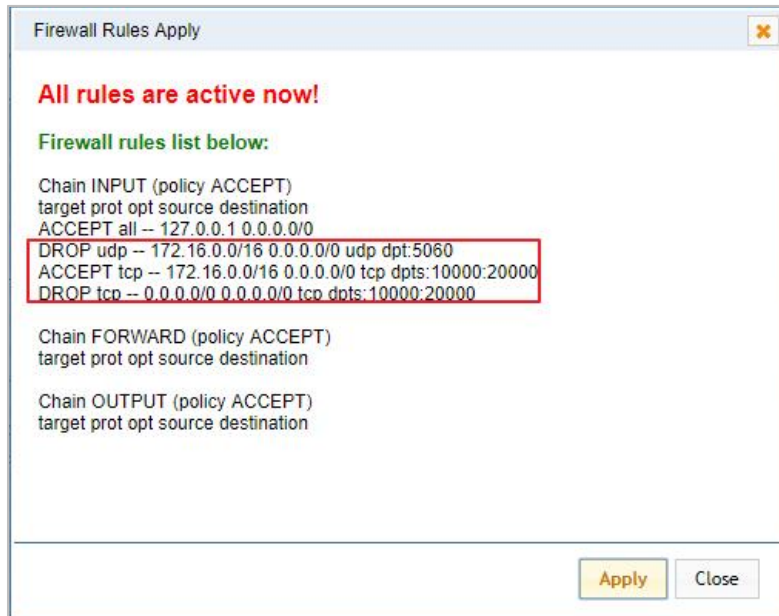 Firewall Rules Apply
All rules are active now!
Firewall rules list below:
Chain INPUT (policy ACCEPT)
target prot opt source destination
ACCEPT all -- 127.0.0.1 0.0.0.0/0
DROP udp -- 172.16.0.0/16 0.0.0.0/0 udp dpt:5060
ACCEPT tcp -- 172.16.0.0/16 0.0.0.0/0 tcp dpts:10000:20000
DROP tcp -- 0.0.0.0/0 0.0.0.0/0 tcp dpts:10000:20000
Chain FORWARD (policy ACCEPT)
target prot opt source destination
Chain OUTPUT (policy ACCEPT)
target prot opt source destination
Apply Close